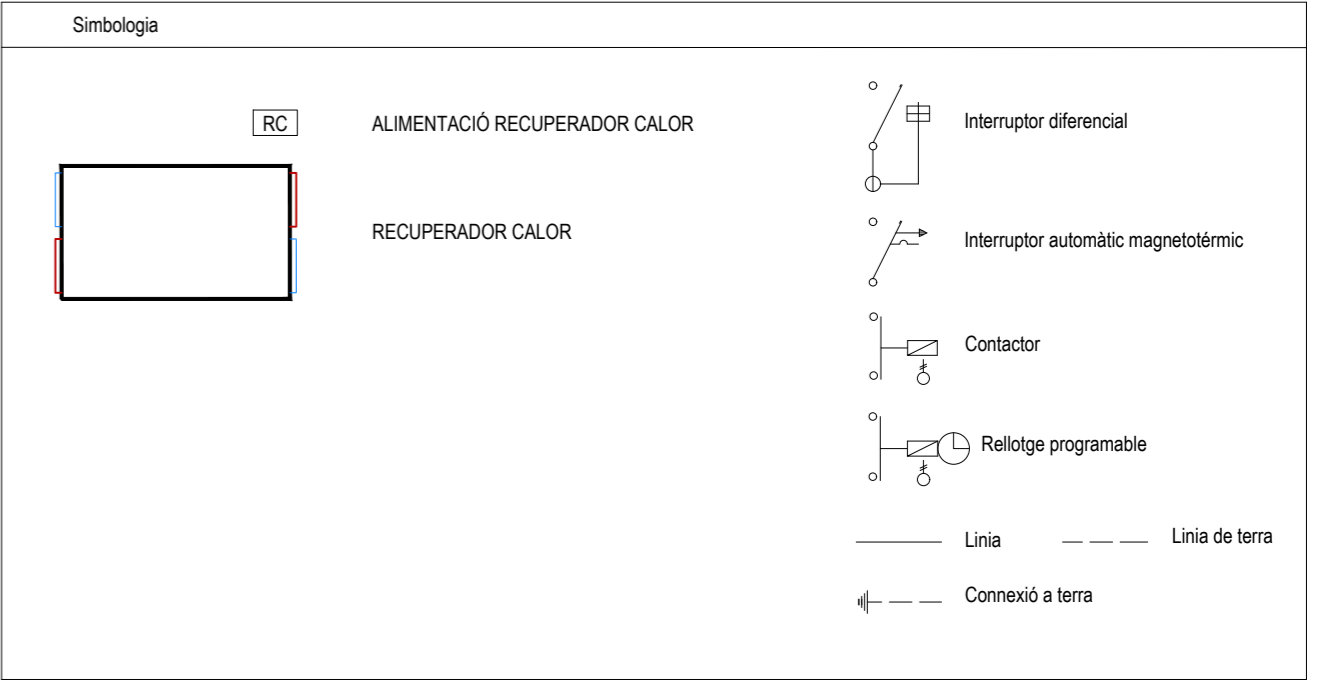 Simbologia
RC
ALIMENTACIÓ RECUPERADOR CALOR
RECUPERADOR CALOR
Interruptor diferencial
Interruptor automàtic magnetotérmic
Contactor
Rellotge programable
Linia
Linia de terra
Connexió a terra